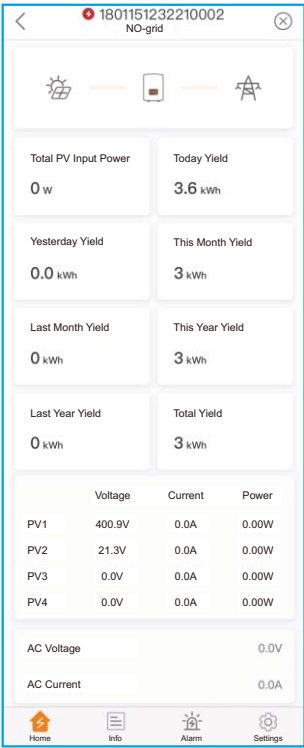 1801151232210002
NO-grid
Total PV Input Power Today Yield
0 W 3.6 kWh
Yesterday Yield This Month Yield
0.0 kWh 3 kWh
Last Month Yield This Year Yield
0 kWh 3 kWh
Last Year Yield Total Yield
0 kWh 3 kWh
Voltage Current Power
PV1 400.9V 0.0A 0.00W
PV2 21.3V 0.0A 0.00W
PV3 0.0V 0.0A 0.00W
PV4 0.0V 0.0A 0.00W
AC Voltage 0.0V
AC Current 0.0A
Home Info Alarm Settings